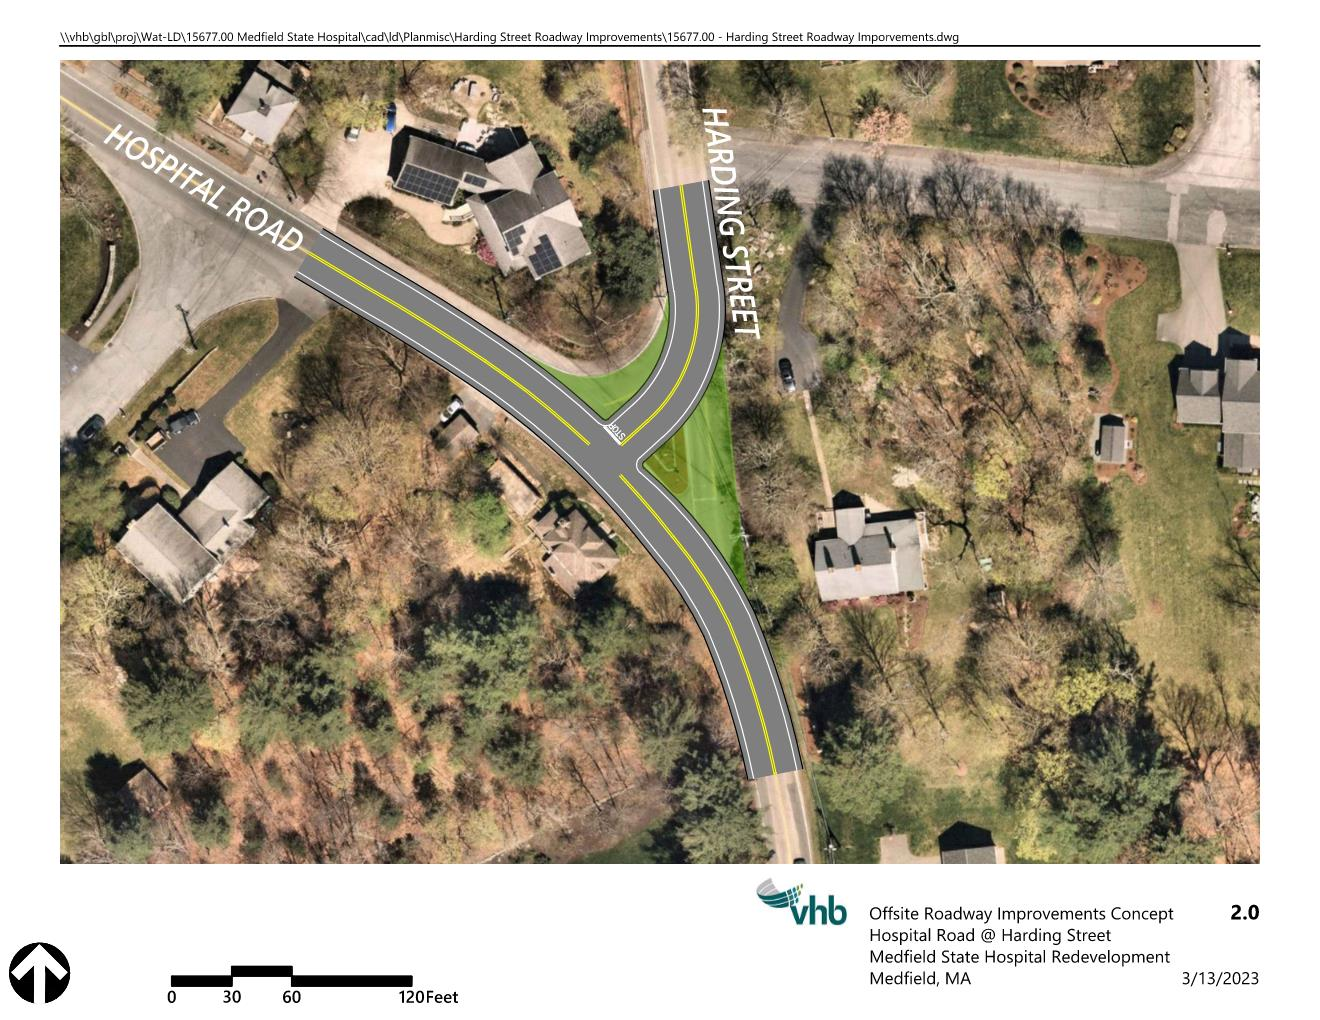 \\vhb\gbl\proj\Wat-LD\15677.00 Medfield State Hospital\cad\ld\Planmisc\Harding Street Roadway Improvements\15677.00 - Harding Street Roadway Imporvements.dwg
HOSPITAL ROAD
HARDING STREET
STOP
vhb
Offsite Roadway Improvements Concept
2.0
Hospital Road @ Harding Street
Medfield State Hospital Redevelopment
Medfield, MA
3/13/2023
0 30 60 120Feet